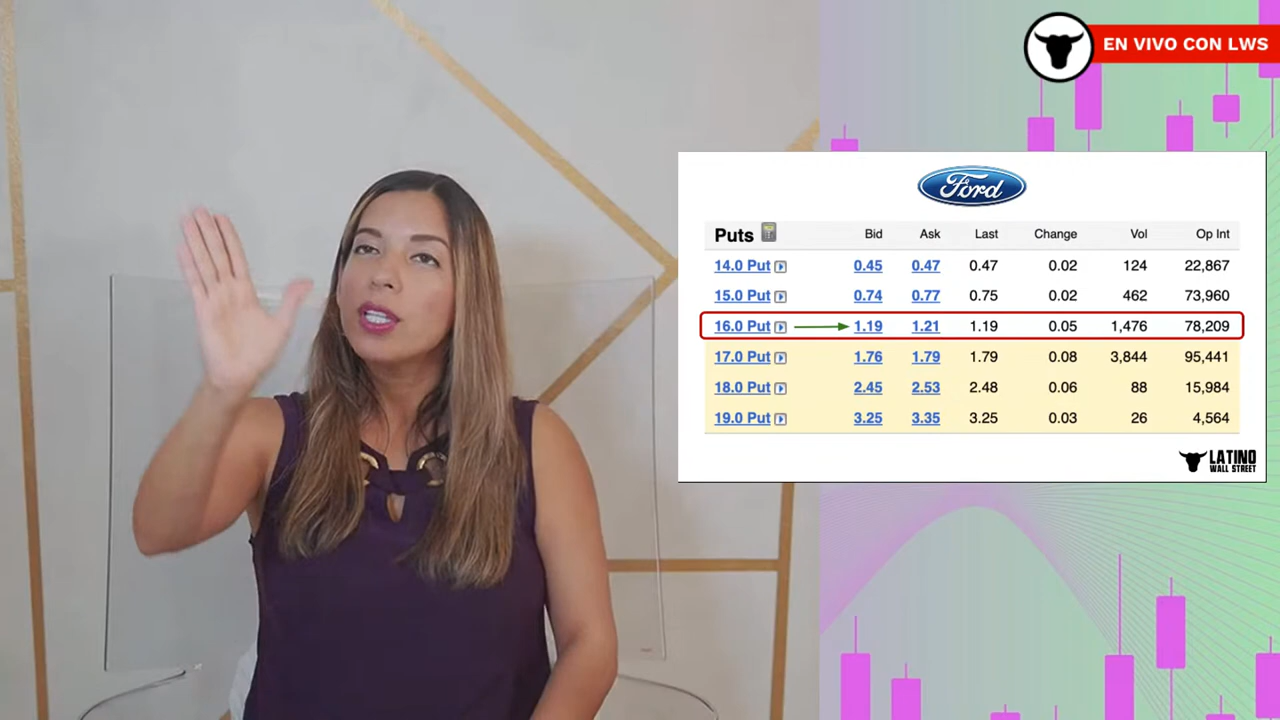 EN VIVO CON LWS
Ford
Puts Bid Ask Last Change Vol Op Int
14.0 Put 0.45 0.47 0.47 0.02 124 22,867
15.0 Put 0.74 0.77 0.75 0.02 462 73,960
16.0 Put 1.19 1.21 1.19 0.05 1,476 78,209
17.0 Put 1.76 1.79 1.79 0.08 3,844 95,441
18.0 Put 2.45 2.53 2.48 0.06 88 15,984
19.0 Put 3.25 3.35 3.25 0.03 26 4,564
LATINO
WALL STREET